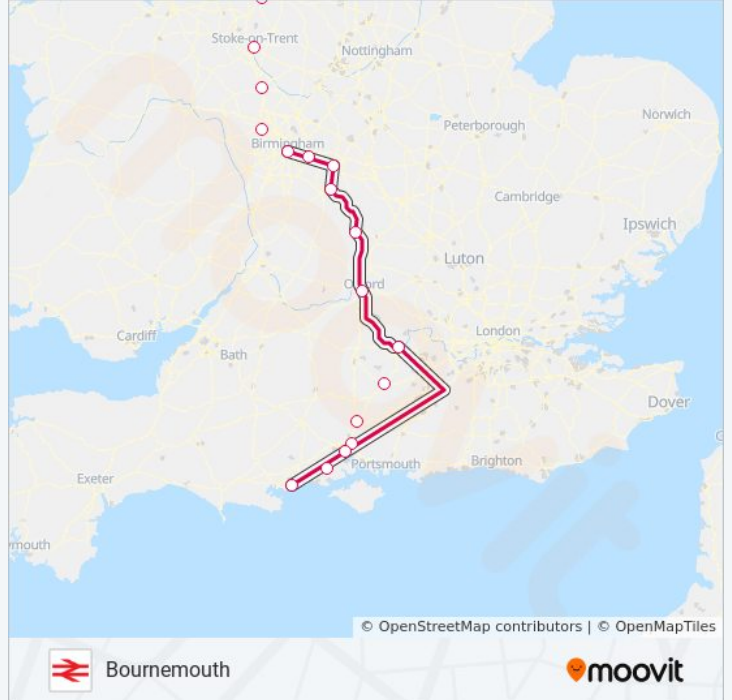 Stoke-on-Trent
Nottingham
Norwich
Peterborough
Birmingham
Cambridge
Ipswich
Luton
Oxford
Cardiff
London
Bath
Dover
Portsmouth
Brighton
Exeter
mouth
© OpenStreetMap contributors | © OpenMapTiles
Bournemouth
moovit